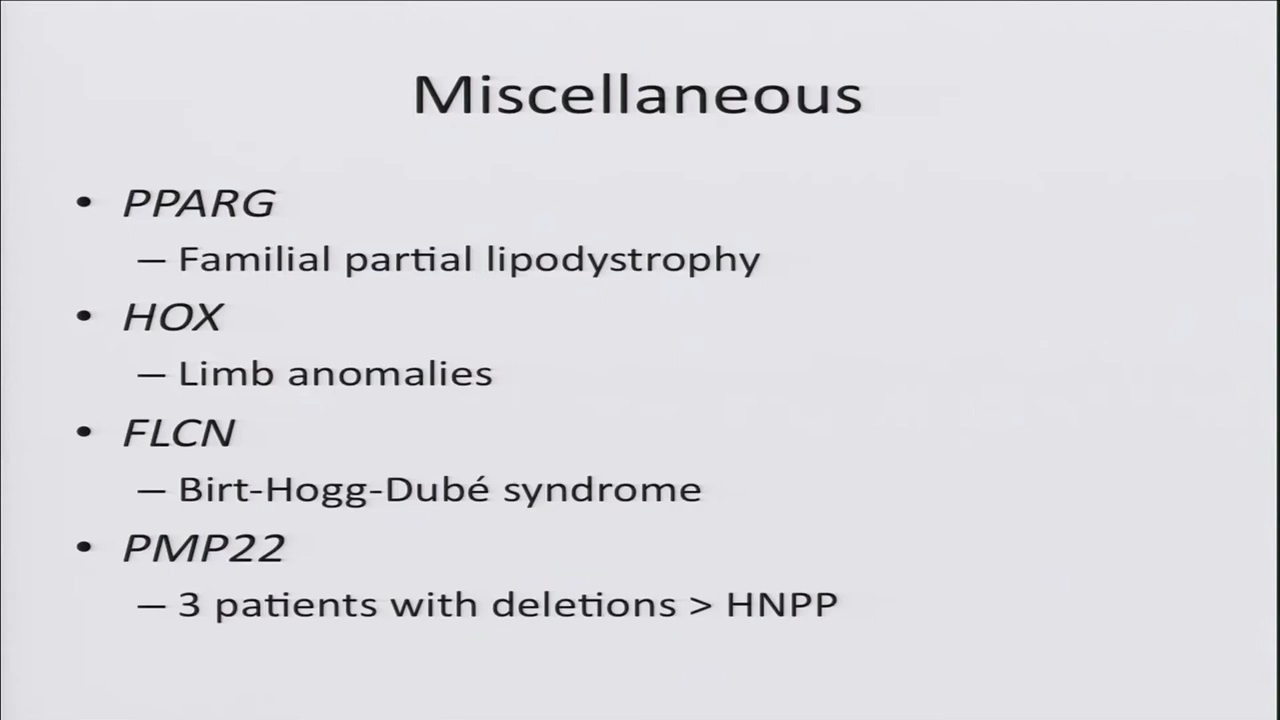 Miscellaneous
• PPARG
– Familial partial lipodystrophy
• HOX
– Limb anomalies
• FLCN
– Birt-Hogg-Dubé syndrome
• PMP22
– 3 patients with deletions > HNPP